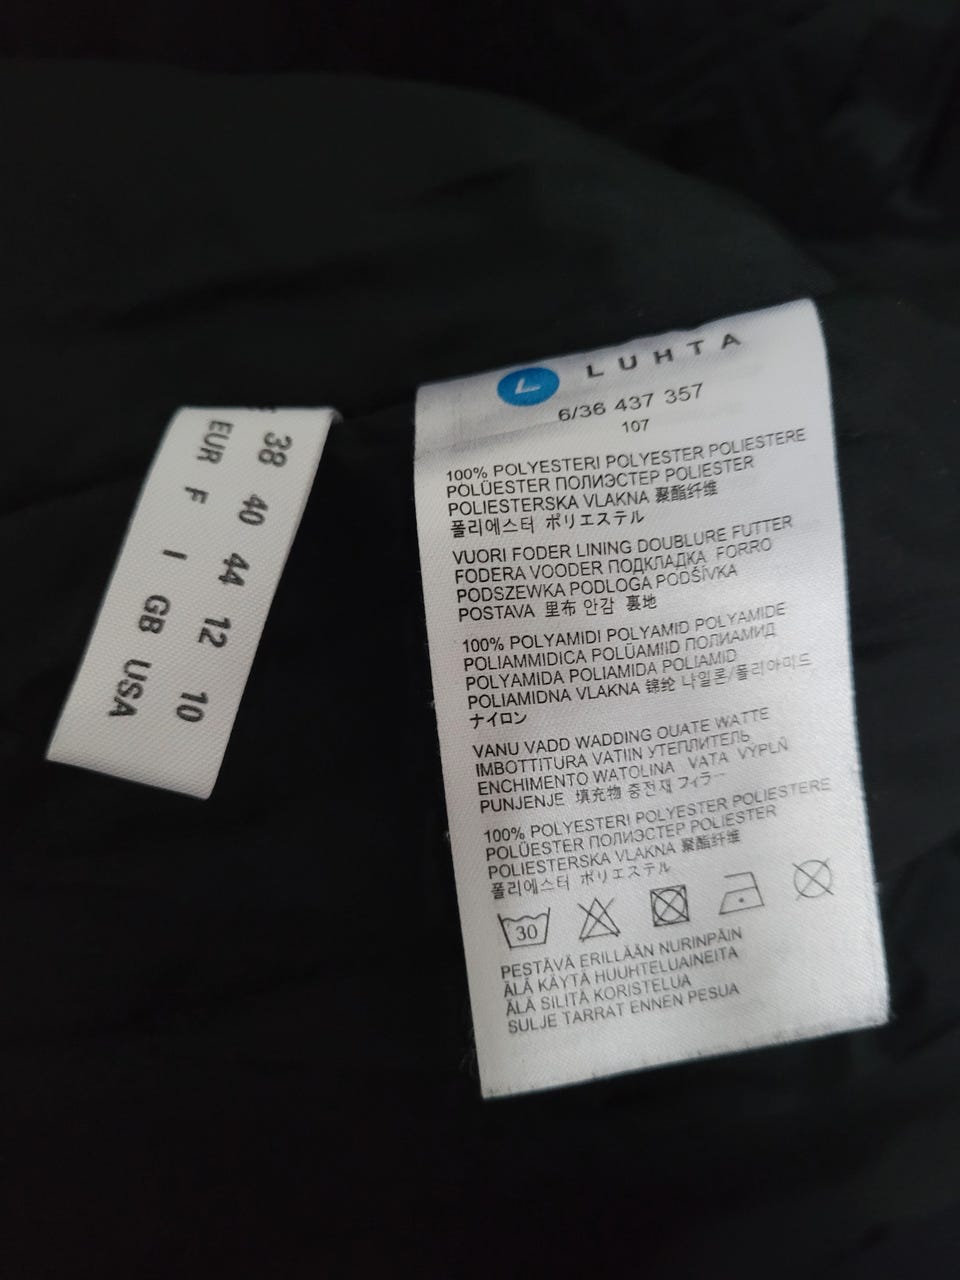 38 40 44 12 10
EUR F I GB USA
L LUHTA
6/36 437 357
107
100% POLYESTERI POLYESTER POLIESTERE
POLÜESTER ПОЛИЭСТЕР POLIESTER
POLIESTERSKA VLAKNA 聚酯纤维
폴리에스터 ポリエステル
VUORI FODER LINING DOUBLURE FUTTER
FODERA VOODER ПОДКЛАДКА FORRO
PODSZEWKA PODLOGA PODŠÍVKA
POSTAVA 里布 안감 裏地
100% POLYAMIDI POLYAMID POLYAMIDE
POLIAMMIDICA POLÜAMIID ПОЛИАМИД
POLYAMIDA POLIAMIDA POLIAMID
POLIAMIDNA VLAKNA 锦纶 나일론/폴리아미드
ナイロン
VANU VADD WADDING OUATE WATTE
IMBOTTITURA VATIIN УТЕПЛИТЕЛЬ
ENCHIMENTO WATOLINA VATA VÝPLŇ
PUNJENJE 填充物 충전재 フィラー
100% POLYESTERI POLYESTER POLIESTERE
POLÜESTER ПОЛИЭСТЕР POLIESTER
POLIESTERSKA VLAKNA 聚酯纤维
폴리에스터 ポリエステル
30
PESTÄVÄ ERILLÄÄN NURINPÄIN
ÄLÄ KÄYTÄ HUUHTELUAINEITA
ÄLÄ SILITÄ KORISTELUA
SULJE TARRAT ENNEN PESUA